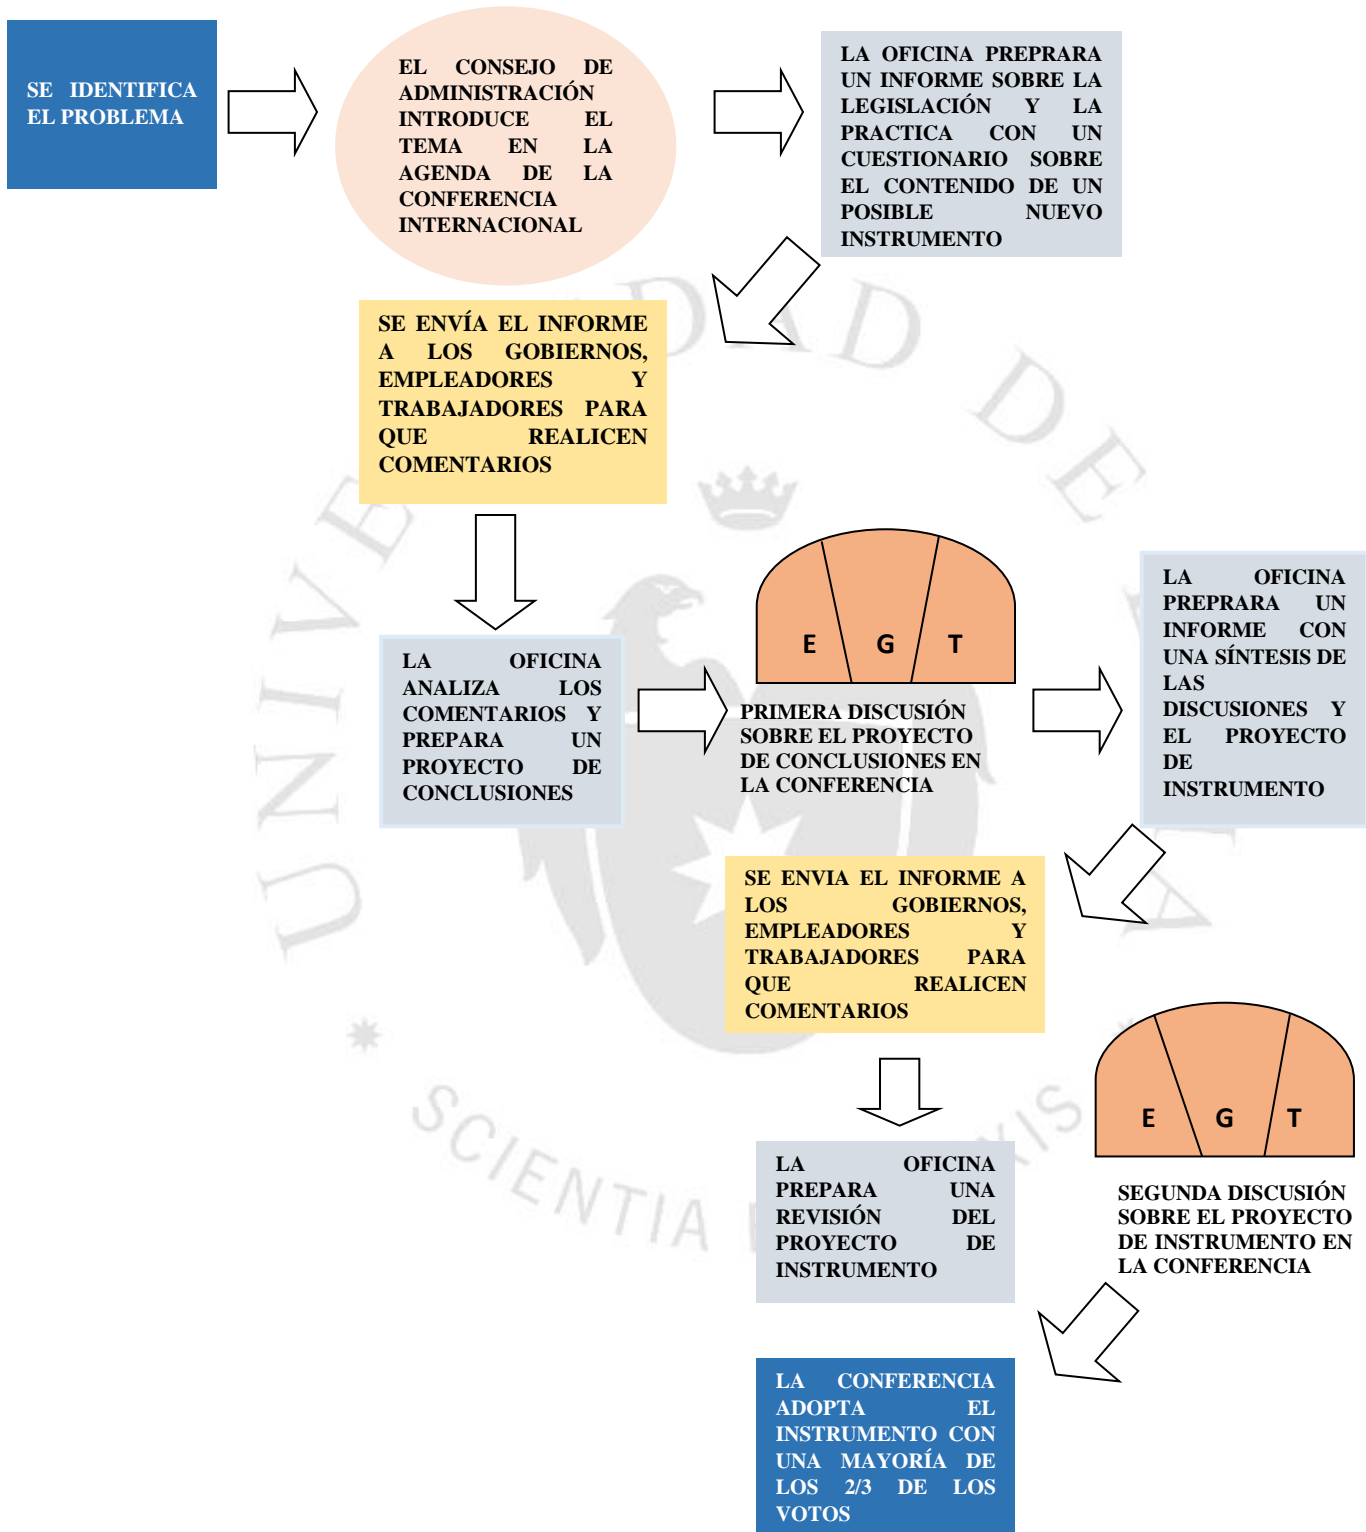 SE IDENTIFICA
EL PROBLEMA
EL CONSEJO DE
ADMINISTRACIÓN
INTRODUCE EL
TEMA EN LA
AGENDA DE LA
CONFERENCIA
INTERNACIONAL
LA OFICINA PREPRARA
UN INFORME SOBRE LA
LEGISLACIÓN Y LA
PRACTICA CON UN
CUESTIONARIO SOBRE
EL CONTENIDO DE UN
POSIBLE NUEVO
INSTRUMENTO
SE ENVÍA EL INFORME
A LOS GOBIERNOS,
EMPLEADORES Y
TRABAJADORES PARA
QUE REALICEN
COMENTARIOS
LA OFICINA
ANALIZA LOS
COMENTARIOS Y
PREPARA UN
PROYECTO DE
CONCLUSIONES
E G T
PRIMERA DISCUSIÓN
SOBRE EL PROYECTO
DE CONCLUSIONES EN
LA CONFERENCIA
LA OFICINA
PREPRARA UN
INFORME CON
UNA SÍNTESIS DE
LAS
DISCUSIONES Y
EL PROYECTO
DE
INSTRUMENTO
SE ENVIA EL INFORME A
LOS GOBIERNOS,
EMPLEADORES Y
TRABAJADORES PARA
QUE REALICEN
COMENTARIOS
LA OFICINA
PREPARA UNA
REVISIÓN DEL
PROYECTO DE
INSTRUMENTO
E G T
SEGUNDA DISCUSIÓN
SOBRE EL PROYECTO
DE INSTRUMENTO EN
LA CONFERENCIA
LA CONFERENCIA
ADOPTA EL
INSTRUMENTO CON
UNA MAYORÍA DE
LOS 2/3 DE LOS
VOTOS
SCIENTIA